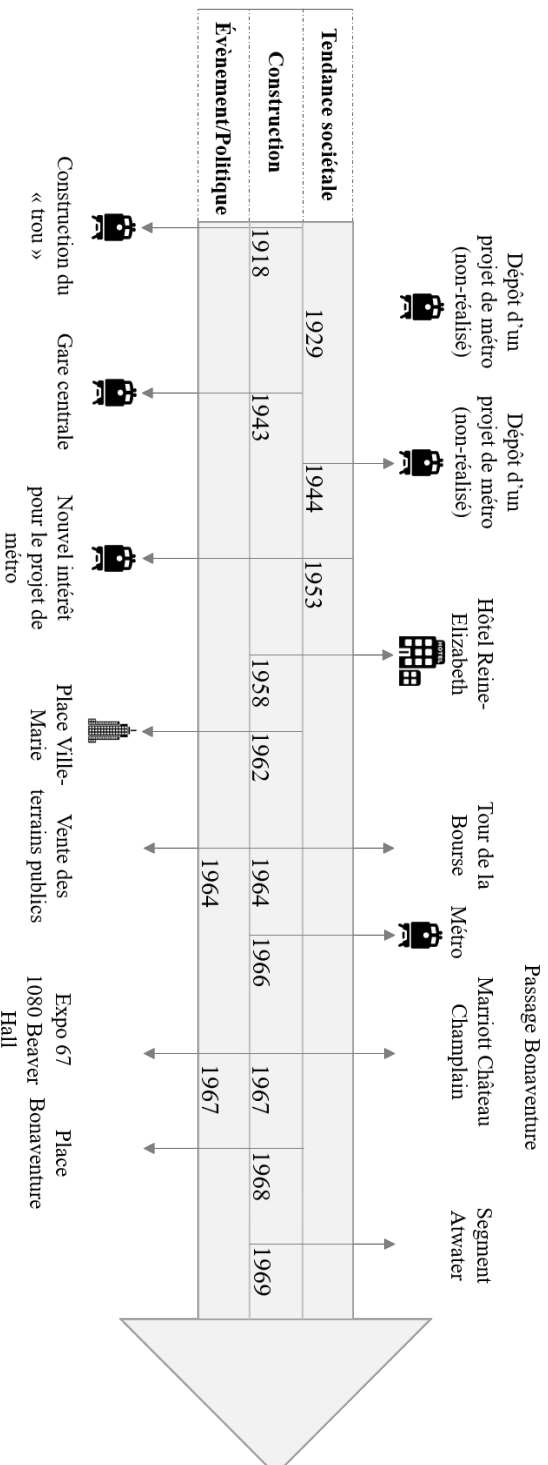 Passage Bonaventure
Dépôt d'un
projet de métro
(non-réalisé)
Dépôt d'un
projet de métro
(non-réalisé)
Hôtel Reine-
Elizabeth
HOTEL
Tour de la
Bourse
Métro
Marriott Château
Champlain
Segment
Atwater
Tendance sociétale
1929
1944
1953
Construction
1918
1943
1958
1962
1964
1966
1967
1968
1969
Évènement/Politique
1964
1967
Construction du
« trou »
Gare centrale
Nouvel intérêt
pour le projet de
métro
Place Ville-
Marie
Vente des
terrains publics
Expo 67
1080 Beaver
Hall
Place
Bonaventure